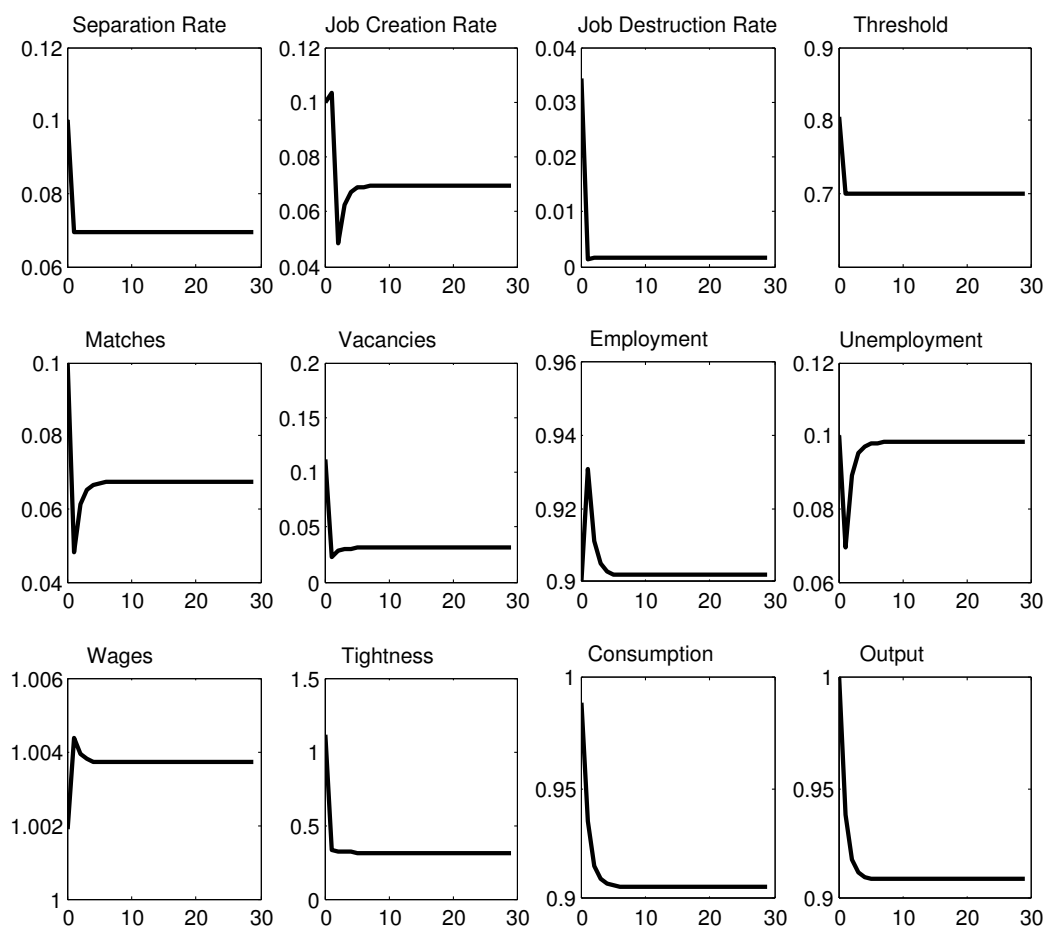 Separation Rate Job Creation Rate Job Destruction Rate Threshold
0.12 0.12 0.04 0.9
0.1 0.1 0.03 0.8
0.08 0.08 0.02 0.7
0.06 0.01
0.06 0.04 0
0 10 20 30 0 10 20 30 0 10 20 30 0 10 20 30
Matches Vacancies Employment Unemployment
0.1 0.2 0.96 0.12
0.08 0.15 0.94 0.1
0.06 0.1 0.92 0.08
0.05
0.04 0 0.9 0.06
0 10 20 30 0 10 20 30 0 10 20 30 0 10 20 30
Wages Tightness Consumption Output
1.006 1.5 1 1
1.004 1 0.95 0.95
1.002 0.5
1 0 0.9 0.9
0 10 20 30 0 10 20 30 0 10 20 30 0 10 20 30